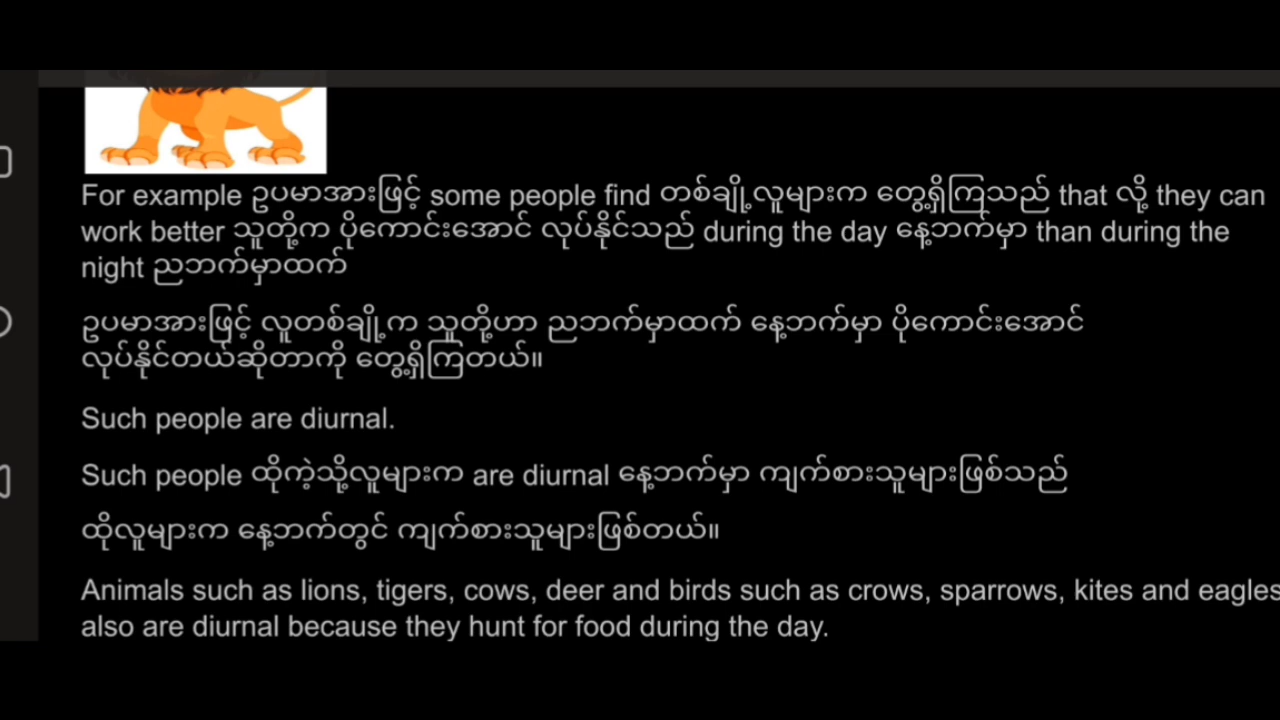 For example ဥပမာအားဖြင့် some people find တစ်ချို့လူများက တွေ့ရှိကြသည် that လို့ they can
work better သူတို့က ပိုကောင်းအောင် လုပ်နိုင်သည် during the day နေ့ဘက်မှာ than during the
night ညဘက်မှာထက်
ဥပမာအားဖြင့် လူတစ်ချို့က သူတို့ဟာ ညဘက်မှာထက် နေ့ဘက်မှာ ပိုကောင်းအောင်
လုပ်နိုင်တယ်ဆိုတာကို တွေ့ရှိကြတယ်။
Such people are diurnal.
Such people ထိုကဲ့သို့လူများက are diurnal နေ့ဘက်မှာ ကျက်စားသူများဖြစ်သည်
ထိုလူများက နေ့ဘက်တွင် ကျက်စားသူများဖြစ်တယ်။
Animals such as lions, tigers, cows, deer and birds such as crows, sparrows, kites and eagles
also are diurnal because they hunt for food during the day.